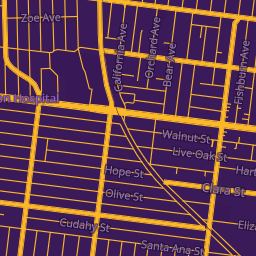 Zoe Ave
California Ave
Orchard Ave
Bear Ave
Fishburn Ave
Hospital
Walnut St
Live Oak St
Hope St
Clara St
Olive St
Cudahy St
Santa Ana St